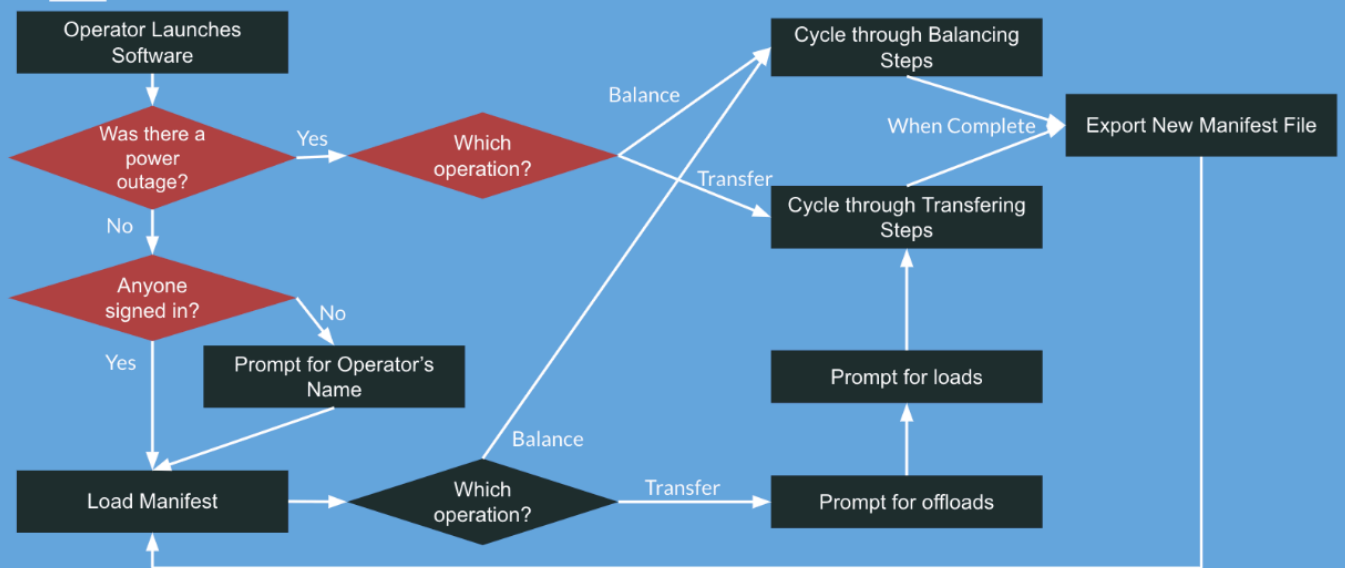 Operator Launches
Software
Was there a
power
outage?
Yes
Which
operation?
Balance
Transfer
Cycle through Balancing
Steps
When Complete
Export New Manifest File
Cycle through Transfering
Steps
No
Anyone
signed in?
No
Yes
Prompt for Operator’s
Name
Prompt for loads
Balance
Load Manifest
Which
operation?
Transfer
Prompt for offloads